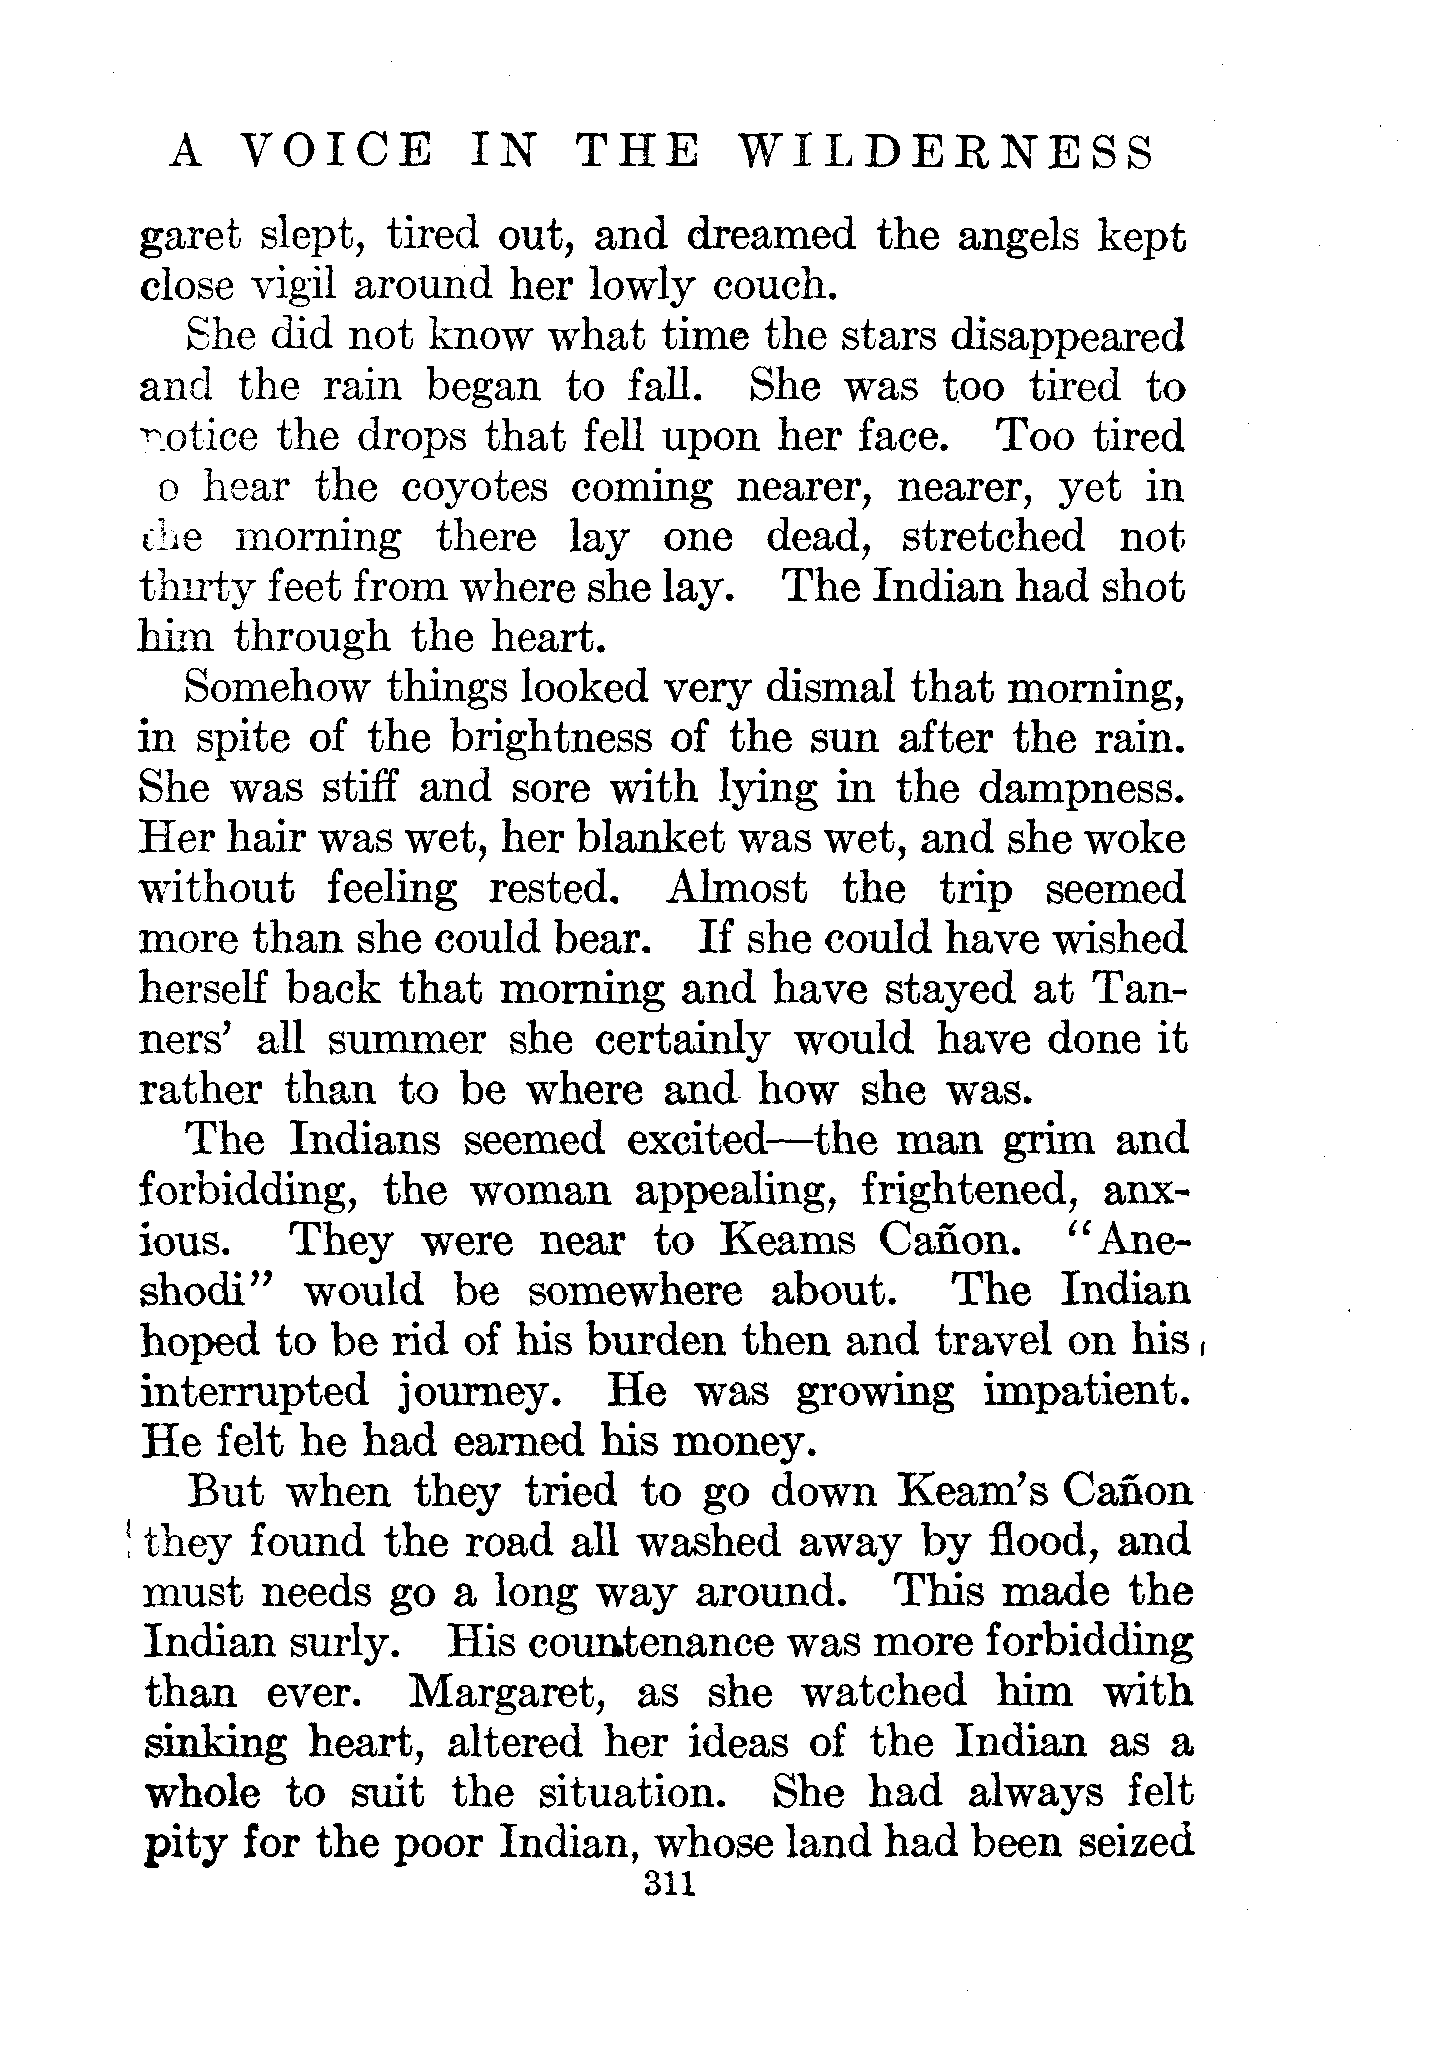 A VOICE IN THE WILDERNESS
garet slept, tired out, and dreamed the angels kept
close vigil around her lowly couch.
She did not know what time the stars disappeared
and the rain began to fall. She was too tired to
notice the drops that fell upon her face. Too tired
o hear the coyotes coming nearer, nearer, yet in
the morning there lay one dead, stretched not
thirty feet from where she lay. The Indian had shot
him through the heart.
Somehow things looked very dismal that morning,
in spite of the brightness of the sun after the rain.
She was stiff and sore with lying in the dampness.
Her hair was wet, her blanket was wet, and she woke
without feeling rested. Almost the trip seemed
more than she could bear. If she could have wished
herself back that morning and have stayed at Tan-
ners' all summer she certainly would have done it
rather than to be where and how she was.
The Indians seemed excited—the man grim and
forbidding, the woman appealing, frightened, anx-
ious. They were near to Keams Cañon. "Ane-
shodi" would be somewhere about. The Indian
hoped to be rid of his burden then and travel on his
interrupted journey. He was growing impatient.
He felt he had earned his money.
But when they tried to go down Keam's Cañon
they found the road all washed away by flood, and
must needs go a long way around. This made the
Indian surly. His countenance was more forbidding
than ever. Margaret, as she watched him with
sinking heart, altered her ideas of the Indian as a
whole to suit the situation. She had always felt
pity for the poor Indian, whose land had been seized
311